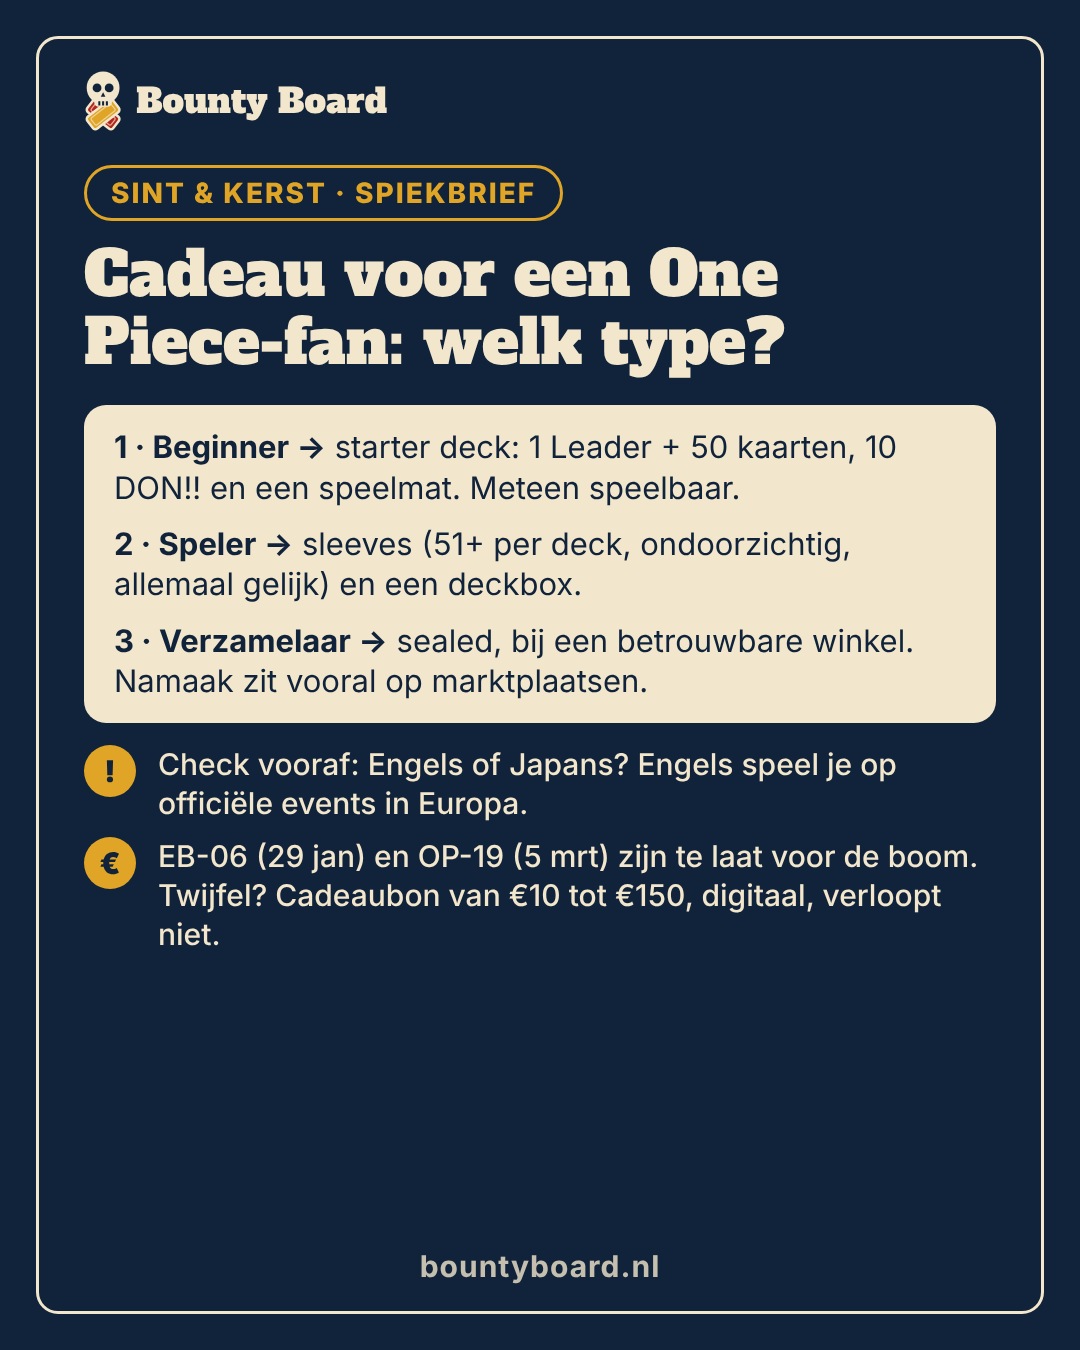 Bounty Board
SINT & KERST · SPIEKBRIEF
Cadeau voor een One
Piece-fan: welk type?
1 · Beginner → starter deck: 1 Leader + 50 kaarten, 10
DON!! en een speelmat. Meteen speelbaar.
2 · Speler → sleeves (51+ per deck, ondoorzichtig,
allemaal gelijk) en een deckbox.
3 · Verzamelaar → sealed, bij een betrouwbare winkel.
Namaak zit vooral op marktplaatsen.
! Check vooraf: Engels of Japans? Engels speel je op
officiële events in Europa.
€ EB-06 (29 jan) en OP-19 (5 mrt) zijn te laat voor de boom.
Twijfel? Cadeaubon van €10 tot €150, digitaal, verloopt
niet.
bountyboard.nl